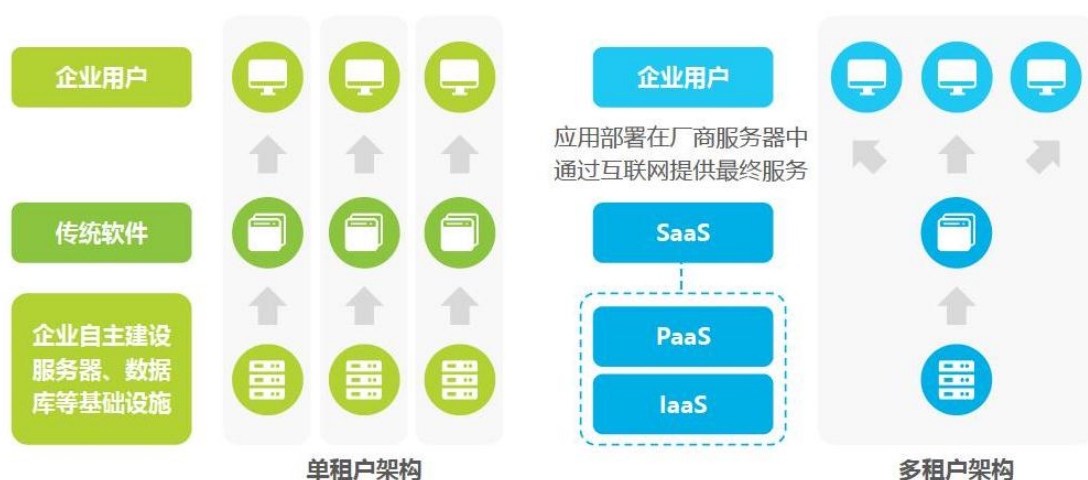 企业用户
传统软件
企业自主建设
服务器、数据
库等基础设施
单租户架构
企业用户
应用部署在厂商服务器中
通过互联网提供最终服务
SaaS
PaaS
IaaS
多租户架构